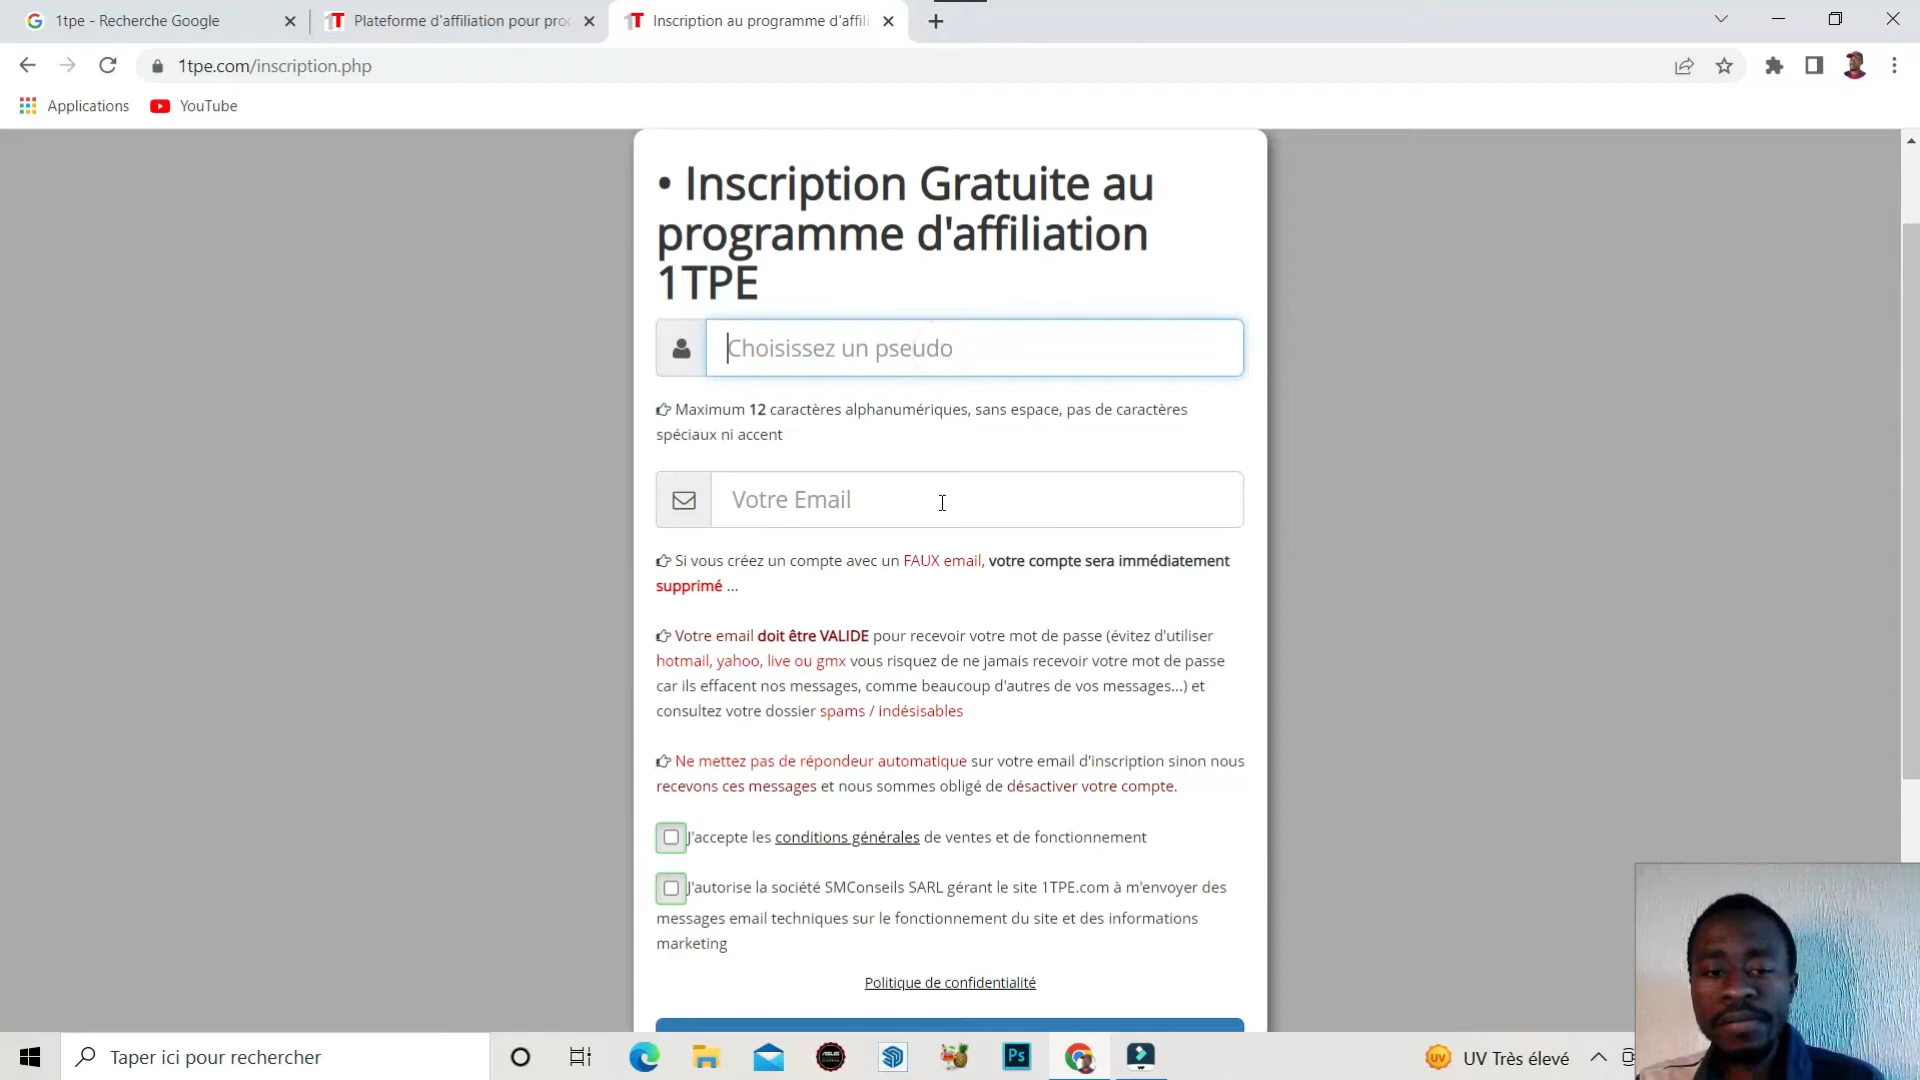 1tpe - Recherche Google
Plateforme d'affiliation pour pro
Inscription au programme d'affili
1tpe.com/inscription.php
Applications
YouTube
• Inscription Gratuite au
programme d'affiliation
1TPE
Choisissez un pseudo
Maximum 12 caractères alphanumériques, sans espace, pas de caractères
spéciaux ni accent
Votre Email
Si vous créez un compte avec un FAUX email, votre compte sera immédiatement
supprimé ...
Votre email doit être VALIDE pour recevoir votre mot de passe (évitez d'utiliser
hotmail, yahoo, live ou gmx vous risquez de ne jamais recevoir votre mot de passe
car ils effacent nos messages, comme beaucoup d'autres de vos messages...) et
consultez votre dossier spams / indésisables
Ne mettez pas de répondeur automatique sur votre email d'inscription sinon nous
recevons ces messages et nous sommes obligé de désactiver votre compte.
J'accepte les conditions générales de ventes et de fonctionnement
J'autorise la société SMConseils SARL gérant le site 1TPE.com à m'envoyer des
messages email techniques sur le fonctionnement du site et des informations
marketing
Politique de confidentialité
Taper ici pour rechercher
Ps
UV
UV Très élevé